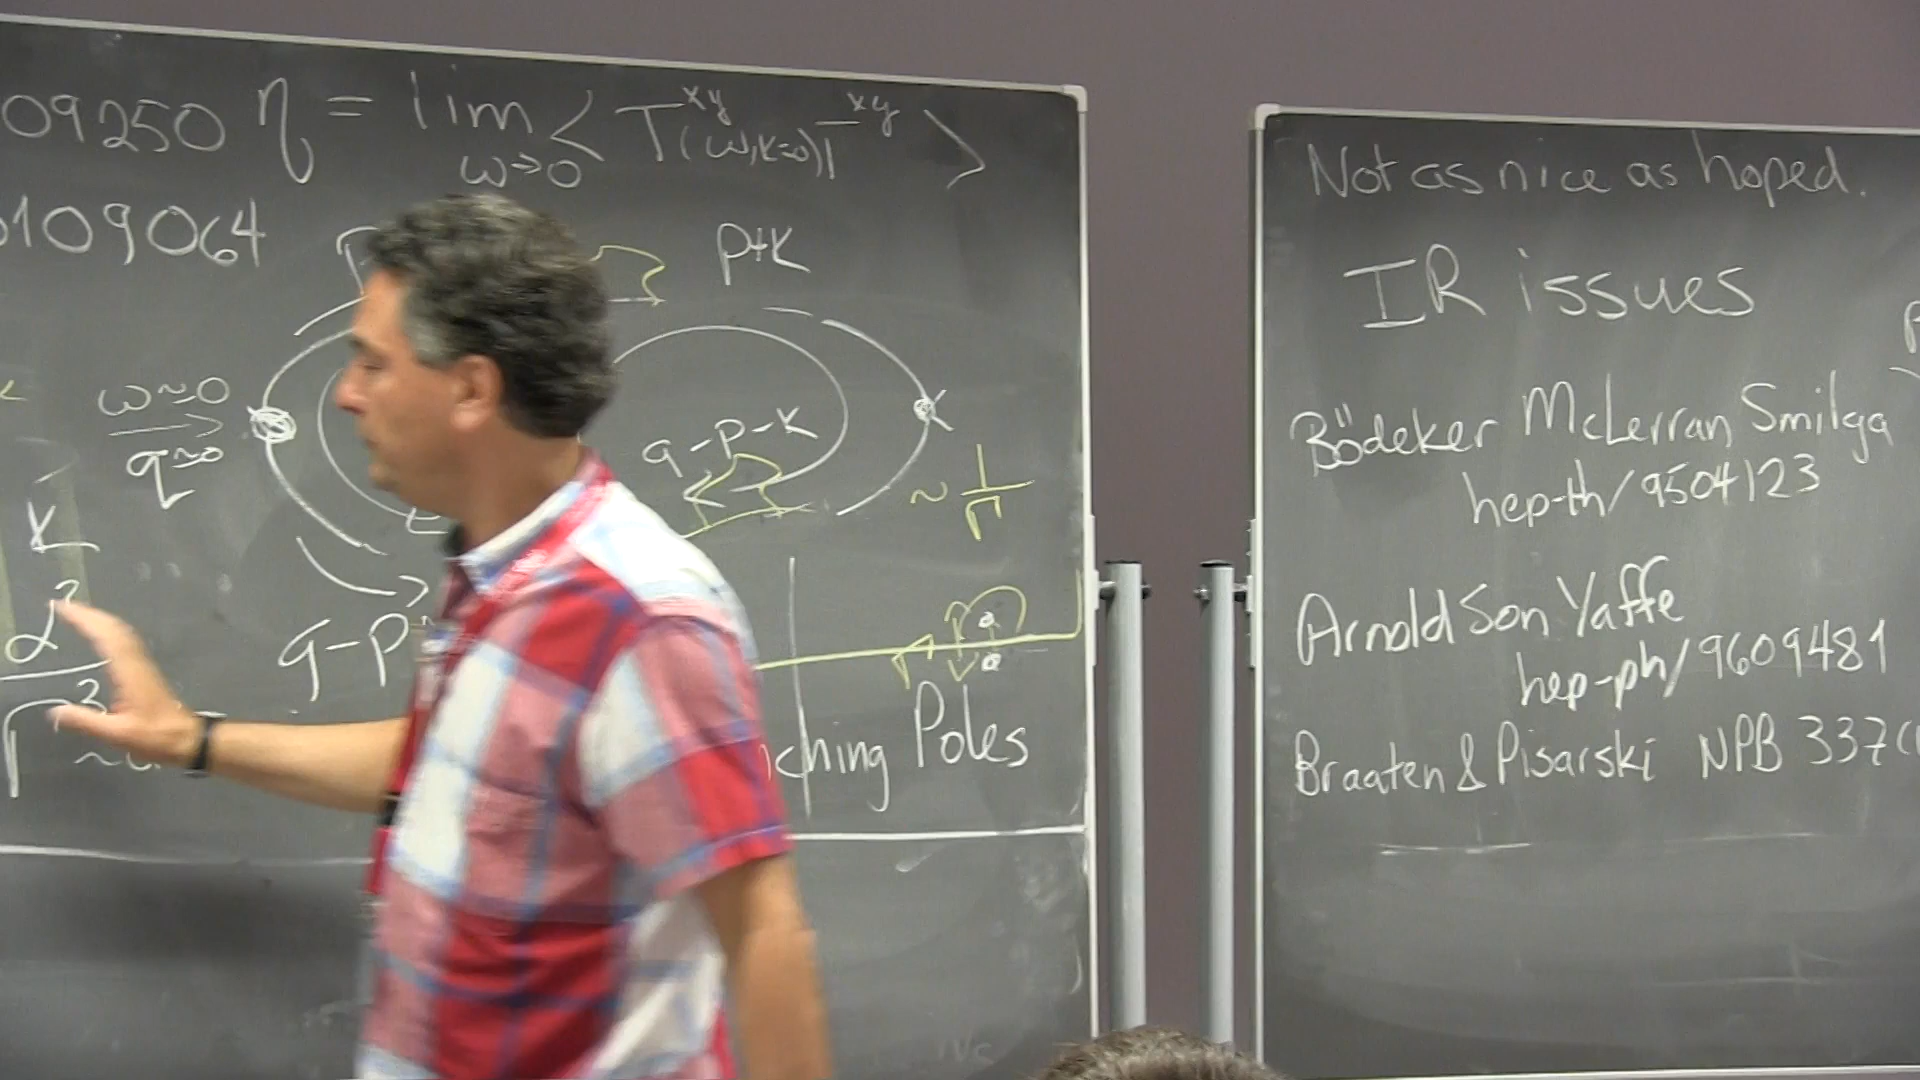 09250 η = lim < T^{xy}(ω,k=0) T^{xy} >
ω→0
0109064
P+K
ω≃0
q≃0
q-P-K
K
~ 1/Γ
K
α²
q-P
Γ
Poles
Not as nice as hoped.
IR issues
Bödeker McLerran Smilga
hep-th/9504123
Arnold Son Yaffe
hep-ph/9609481
Braaten & Pisarski NPB 337(